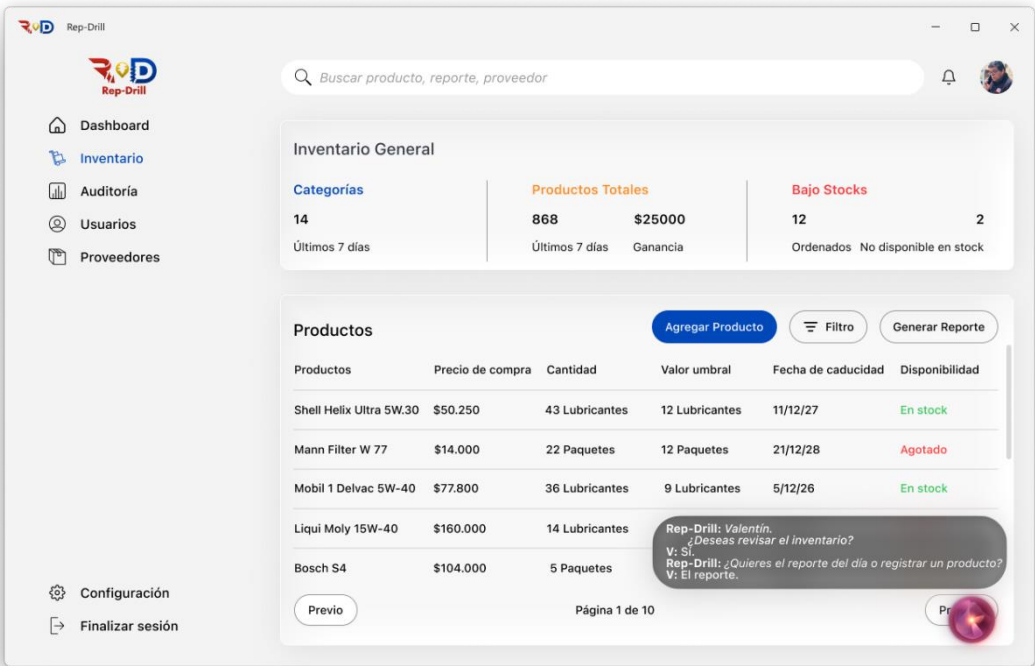 Rep-Drill
Rep-Drill
Buscar producto, reporte, proveedor
Dashboard
Inventario
Auditoría
Usuarios
Proveedores
Configuración
Finalizar sesión
Inventario General
Categorías Productos Totales Bajo Stocks
14 868 $25000 12 2
Últimos 7 días Últimos 7 días Ganancia Ordenados No disponible en stock
Productos Agregar Producto Filtro Generar Reporte
Productos Precio de compra Cantidad Valor umbral Fecha de caducidad Disponibilidad
Shell Helix Ultra 5W.30 $50.250 43 Lubricantes 12 Lubricantes 11/12/27 En stock
Mann Filter W 77 $14.000 22 Paquetes 12 Paquetes 21/12/28 Agotado
Mobil 1 Delvac 5W-40 $77.800 36 Lubricantes 9 Lubricantes 5/12/26 En stock
Liqui Moly 15W-40 $160.000 14 Lubricantes
Bosch S4 $104.000 5 Paquetes
Rep-Drill: Valentín.
¿Deseas revisar el inventario?
V: Sí.
Rep-Drill: ¿Quieres el reporte del día o registrar un producto?
V: El reporte.
Previo Página 1 de 10